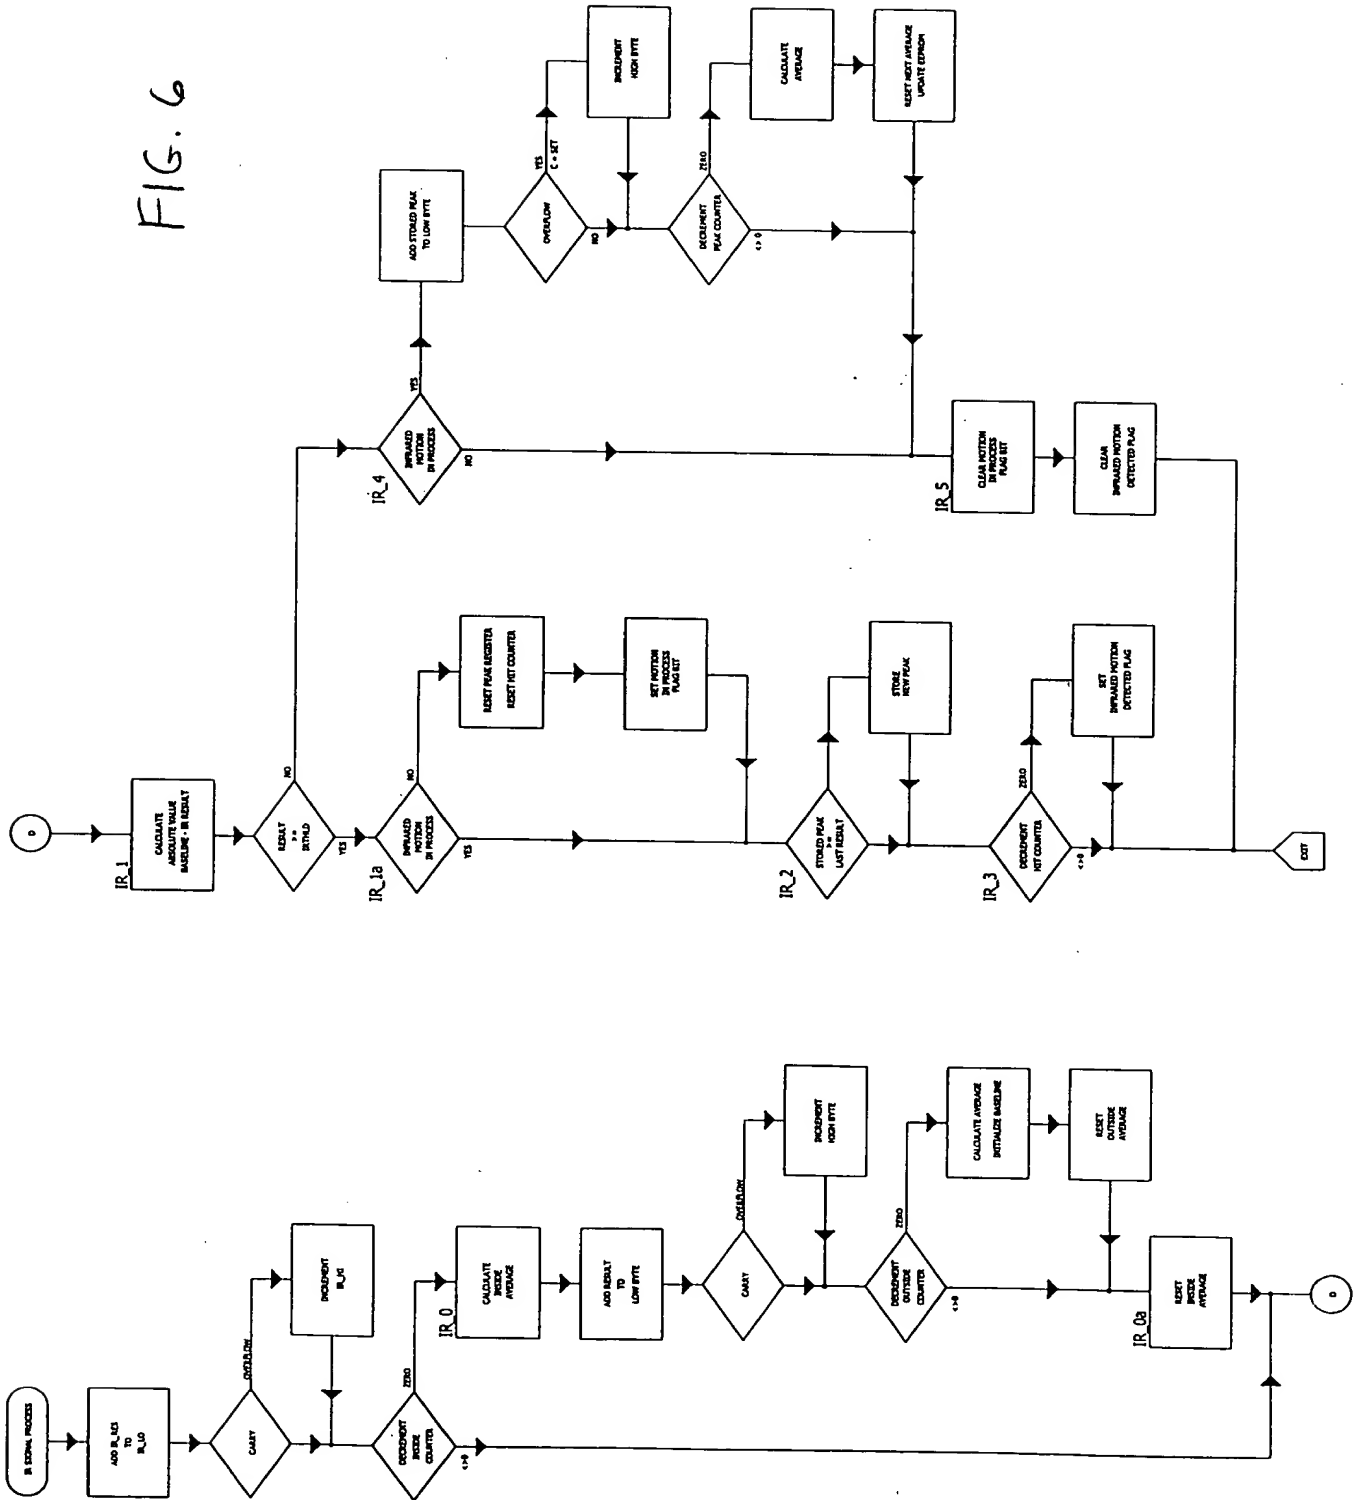 FIG. 6
IR SIGNAL PROCESS
ADD IR_RES
TO
IR_LO
CARRY
OVERFLOW
INCREMENT
IR_HI
DECREMENT
INSIDE
COUNTER
ZERO
<>0
IR_0
CALCULATE
INSIDE
AVERAGE
ADD RESULT
TO
LOW BYTE
CARRY
OVERFLOW
INCREMENT
HIGH BYTE
DECREMENT
OUTSIDE
COUNTER
ZERO
<>0
CALCULATE AVERAGE
INITIALIZE BASELINE
RESET
OUTSIDE
AVERAGE
IR_0a
RESET
INSIDE
AVERAGE
D
D
IR_1
CALCULATE
ABSOLUTE VALUE
BASELINE - IR RESULT
RESULT
>=
IRTHLD
NO
YES
IR_1a
INFRARED
MOTION
IN PROCESS
NO
YES
RESET PEAK REGISTER
RESET HIT COUNTER
SET MOTION
IN PROCESS
FLAG BIT
IR_2
STORED PEAK
>=
LAST RESULT
STORE
NEW PEAK
IR_3
DECREMENT
HIT COUNTER
ZERO
<>0
SET
INFRARED MOTION
DETECTED FLAG
EXIT
IR_4
INFRARED
MOTION
IN PROCESS
YES
NO
ADD STORED PEAK
TO LOW BYTE
OVERFLOW
YES
C = SET
NO
INCREMENT
HIGH BYTE
DECREMENT
PEAK COUNTER
ZERO
<> 0
CALCULATE
AVERAGE
RESET NEXT AVERAGE
UPDATE EEPROM
IR_5
CLEAR MOTION
IN PROCESS
FLAG BIT
CLEAR
INFRARED MOTION
DETECTED FLAG